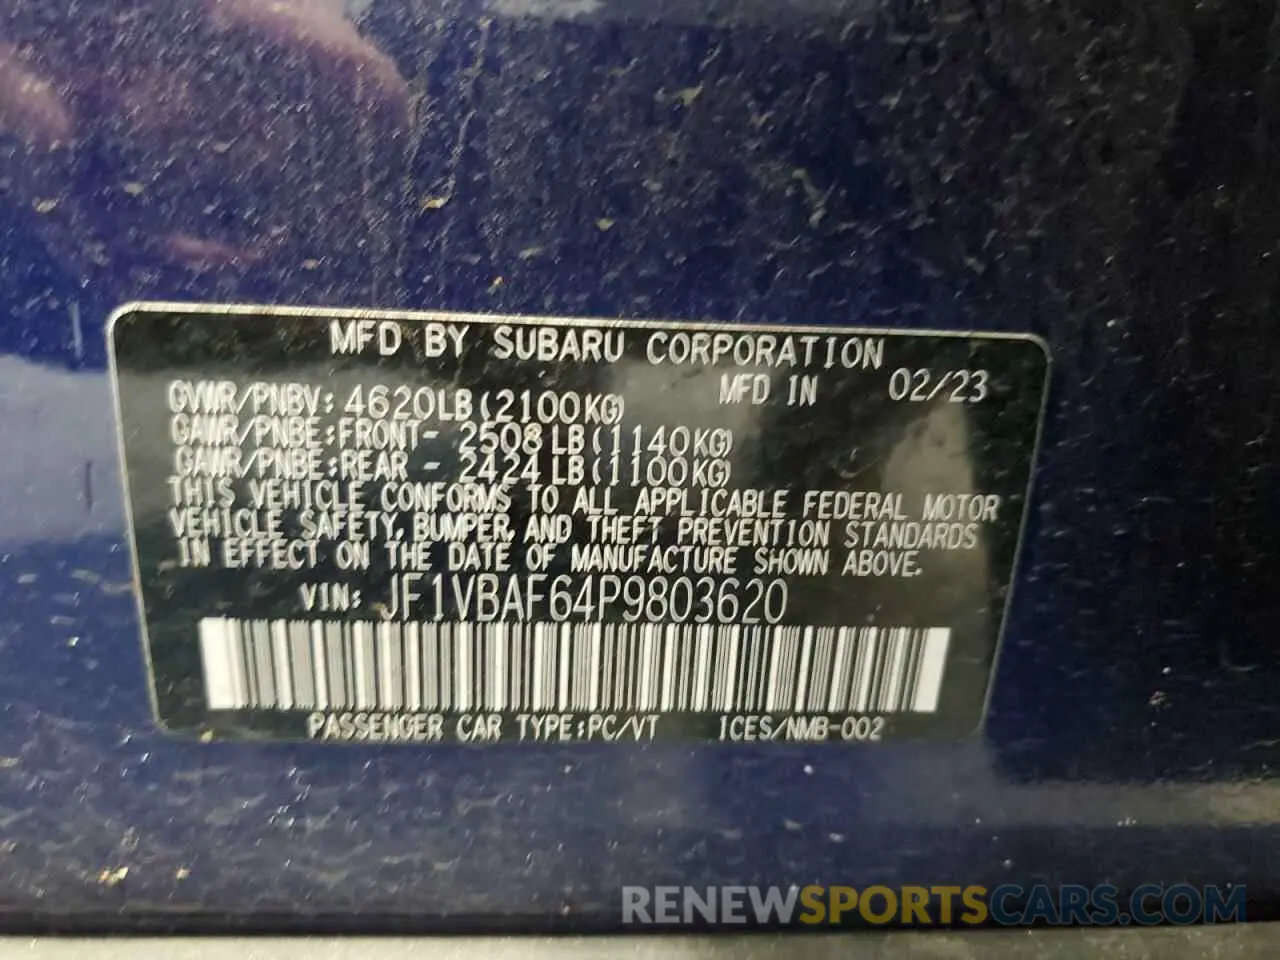 MFD BY SUBARU CORPORATION
GVWR/PNBV: 4620LB(2100KG) MFD IN 02/23
GAWR/PNBE:FRONT- 2508 LB(1140KG)
GAWR/PNBE:REAR - 2424 LB(1100KG)
THIS VEHICLE CONFORMS TO ALL APPLICABLE FEDERAL MOTOR
VEHICLE SAFETY, BUMPER, AND THEFT PREVENTION STANDARDS
IN EFFECT ON THE DATE OF MANUFACTURE SHOWN ABOVE.
VIN: JF1VBAF64P9803620
PASSENGER CAR TYPE:PC/VT ICES/NMB-002
RENEWSPORTSCARS.COM